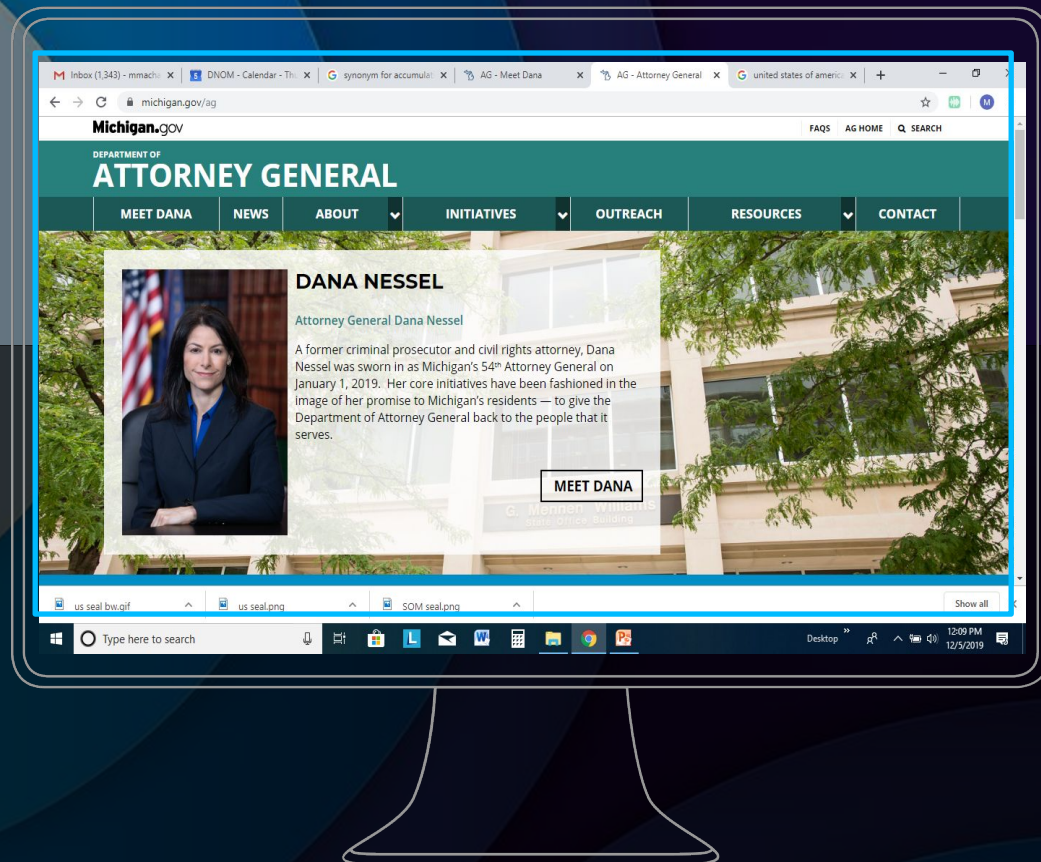 Inbox (1,343) - mmacha DNOM - Calendar - Thu synonym for accumulat AG - Meet Dana AG - Attorney General united states of americ
michigan.gov/ag M
Michigan.gov FAQS AG HOME SEARCH
DEPARTMENT OF
ATTORNEY GENERAL
MEET DANA NEWS ABOUT INITIATIVES OUTREACH RESOURCES CONTACT
DANA NESSEL
Attorney General Dana Nessel
A former criminal prosecutor and civil rights attorney, Dana
Nessel was sworn in as Michigan's 54th Attorney General on
January 1, 2019. Her core initiatives have been fashioned in the
image of her promise to Michigan's residents — to give the
Department of Attorney General back to the people that it
serves.
MEET DANA
G. Mennen Williams
State Office Building
us seal bw.gif us seal.png SOM seal.png Show all
Type here to search Desktop 12:09 PM
12/5/2019